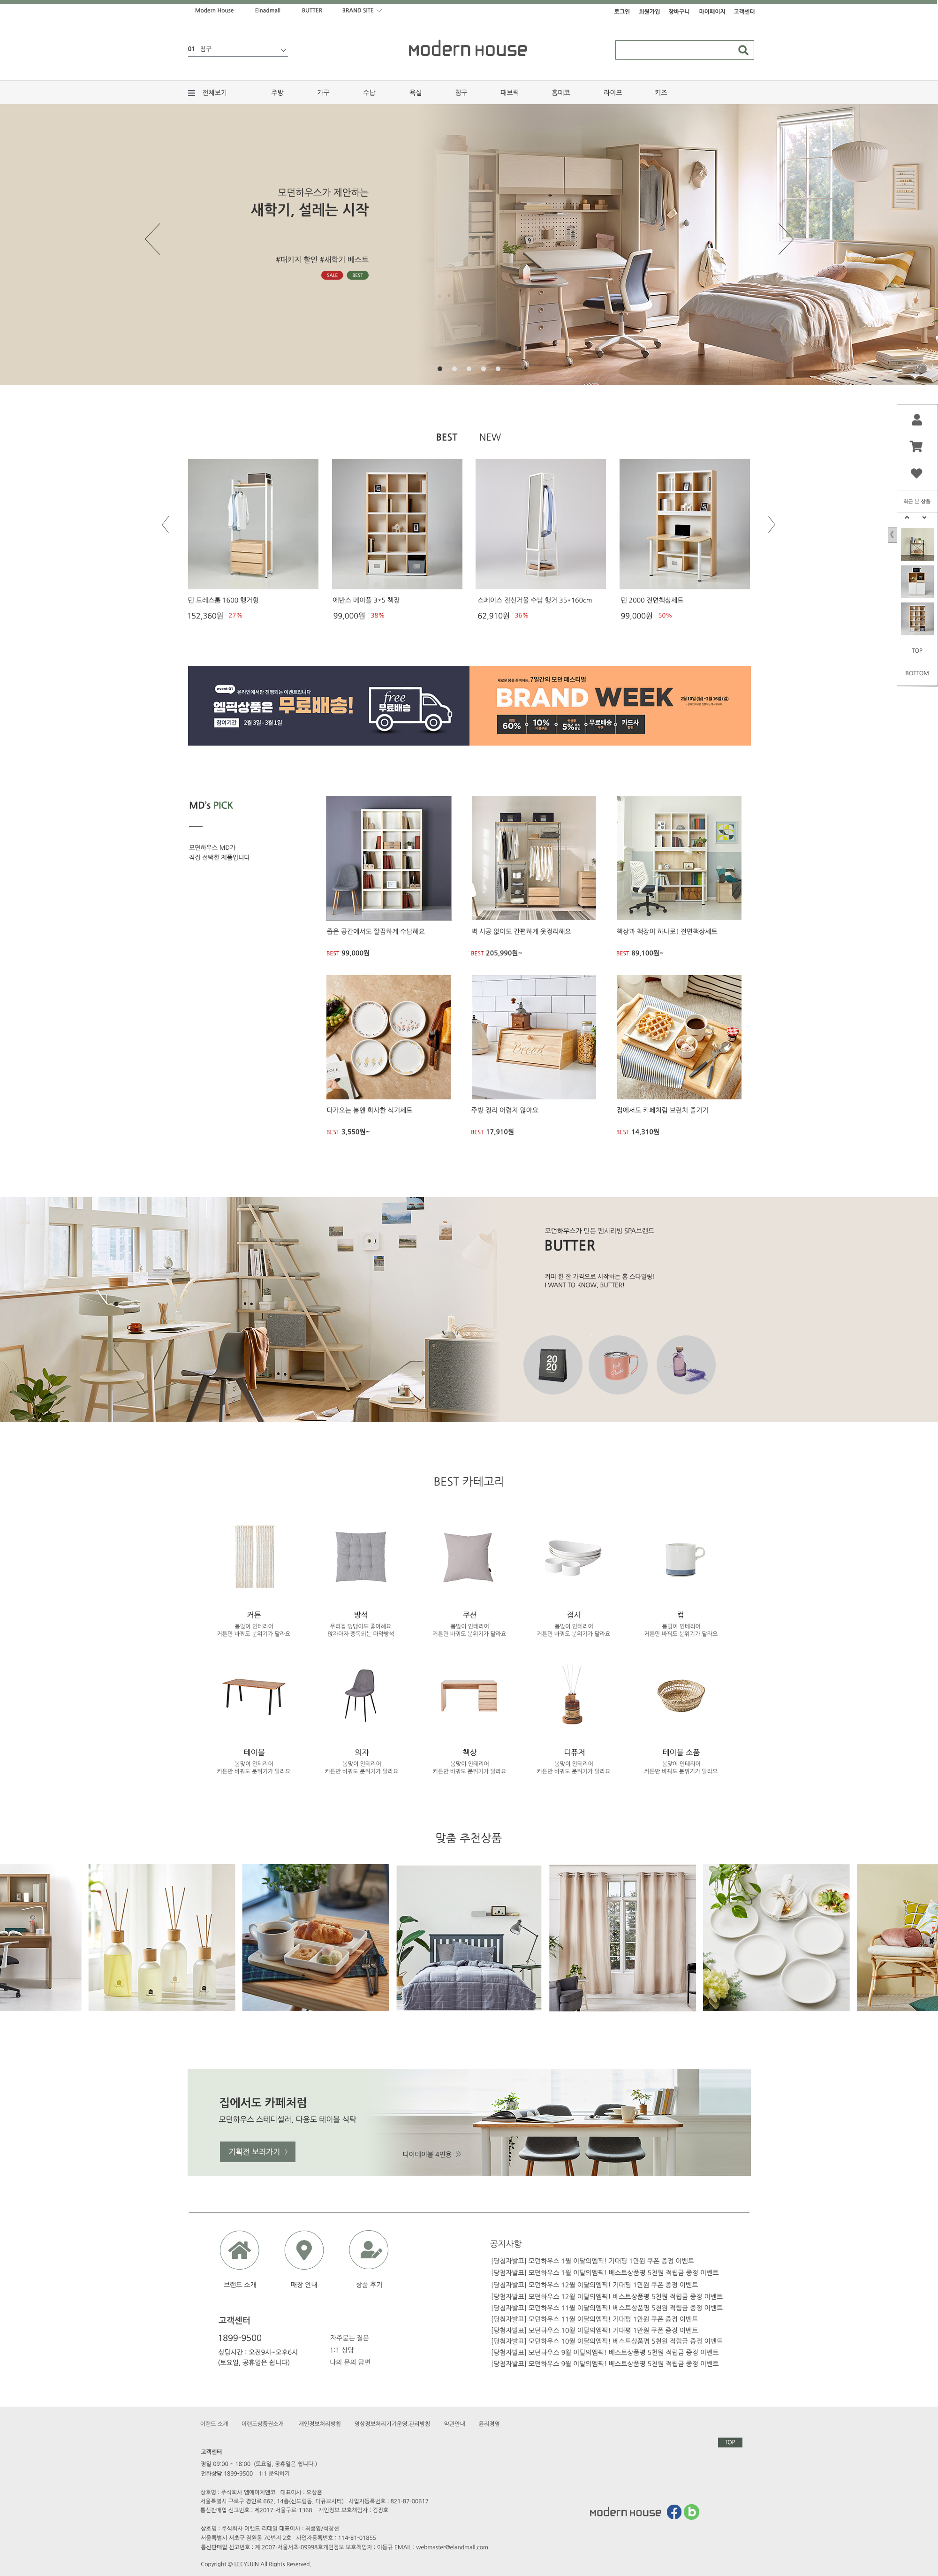 Modern House Elnadmall BUTTER BRAND SITE
로그인 회원가입 장바구니 마이페이지 고객센터
01 침구
MODERN HOUSE
전체보기 주방 가구 수납 욕실 침구 패브릭 홈데코 라이프 키즈
모던하우스가 제안하는
새학기, 설레는 시작
#패키지 할인 #새학기 베스트
SALE BEST
BEST NEW
최근 본 상품
TOP
BOTTOM
덴 드레스룸 1600 행거형
152,360원 27%
에반스 메이플 3*5 책장
99,000원 38%
스페이스 전신거울 수납 행거 35*160cm
62,910원 36%
덴 2000 전면책상세트
99,000원 50%
event 01 온라인에서만 진행되는 이벤트입니다
엠픽상품은 무료배송!
참여기간 2월 3일 - 3월 1일
free
무료배송
새로운 봄을 준비하는, 7일간의 모던 페스티벌
BRAND WEEK 2월 10일(월)~2월 16일(일)
60% 10% 5% 무료배송 카드사
MD's PICK
모던하우스 MD가
직접 선택한 제품입니다
좁은 공간에서도 깔끔하게 수납해요
BEST 99,000원
벽 시공 없이도 간편하게 옷정리해요
BEST 205,990원~
책상과 책장이 하나로! 전면책상세트
BEST 89,100원~
Bread
다가오는 봄엔 화사한 식기세트
BEST 3,550원~
주방 정리 어렵지 않아요
BEST 17,910원
집에서도 카페처럼 브런치 즐기기
BEST 14,310원
모던하우스가 만든 팬시리빙 SPA브랜드
BUTTER
커피 한 잔 가격으로 시작하는 홈 스타일링!
I WANT TO KNOW, BUTTER!
20
20
BEST 카테고리
커튼
봄맞이 인테리어
커튼만 바꿔도 분위기가 달라요
방석
우리집 댕댕이도 좋아해요
앉자마자 중독되는 마약방석
쿠션
봄맞이 인테리어
커튼만 바꿔도 분위기가 달라요
접시
봄맞이 인테리어
커튼만 바꿔도 분위기가 달라요
컵
봄맞이 인테리어
커튼만 바꿔도 분위기가 달라요
테이블
봄맞이 인테리어
커튼만 바꿔도 분위기가 달라요
의자
봄맞이 인테리어
커튼만 바꿔도 분위기가 달라요
책상
봄맞이 인테리어
커튼만 바꿔도 분위기가 달라요
디퓨저
봄맞이 인테리어
커튼만 바꿔도 분위기가 달라요
테이블 소품
봄맞이 인테리어
커튼만 바꿔도 분위기가 달라요
맞춤 추천상품
집에서도 카페처럼
모던하우스 스테디셀러, 다용도 테이블 식탁
기획전 보러가기
디어테이블 4인용
브랜드 소개 매장 안내 상품 후기
고객센터
1899-9500
상담시간 : 오전9시~오후6시
(토요일, 공휴일은 쉽니다)
자주묻는 질문
1:1 상담
나의 문의 답변
공지사항
[당첨자발표] 모던하우스 1월 이달의엠픽! 기대평 1만원 쿠폰 증정 이벤트
[당첨자발표] 모던하우스 1월 이달의엠픽! 베스트상품평 5천원 적립금 증정 이벤트
[당첨자발표] 모던하우스 12월 이달의엠픽! 기대평 1만원 쿠폰 증정 이벤트
[당첨자발표] 모던하우스 12월 이달의엠픽! 베스트상품평 5천원 적립금 증정 이벤트
[당첨자발표] 모던하우스 11월 이달의엠픽! 베스트상품평 5천원 적립금 증정 이벤트
[당첨자발표] 모던하우스 11월 이달의엠픽! 기대평 1만원 쿠폰 증정 이벤트
[당첨자발표] 모던하우스 10월 이달의엠픽! 기대평 1만원 쿠폰 증정 이벤트
[당첨자발표] 모던하우스 10월 이달의엠픽! 베스트상품평 5천원 적립금 증정 이벤트
[당첨자발표] 모던하우스 9월 이달의엠픽! 베스트상품평 5천원 적립금 증정 이벤트
[당첨자발표] 모던하우스 9월 이달의엠픽! 베스트상품평 5천원 적립금 증정 이벤트
이랜드 소개 이랜드상품권소개 개인정보처리방침 영상정보처리기기운영.관리방침 약관안내 윤리경영
TOP
고객센터
평일 09:00 ~ 18:00 (토요일, 공휴일은 쉽니다.)
전화상담 1899-9500 1:1 문의하기
상호명 : 주식회사 엠에이치앤코 대표이사 : 오상흔
서울특별시 구로구 경인로 662, 14층(신도림동, 디큐브시티) 사업자등록번호 : 821-87-00617
통신판매업 신고번호 : 제2017-서울구로-1368 개인정보 보호책임자 : 김경호
MODERN HOUSE
상호명 : 주식회사 이랜드 리테일 대표이사 : 최종양/석창현
서울특별시 서초구 잠원동 70번지 2호 사업자등록번호 : 114-81-01855
통신판매업 신고번호 : 제 2007-서울서초-09998호개인정보 보호책임자 : 이동규 EMAIL : webmaster@elandmall.com
Copyright © LEEYUJIN All Rights Reserved.